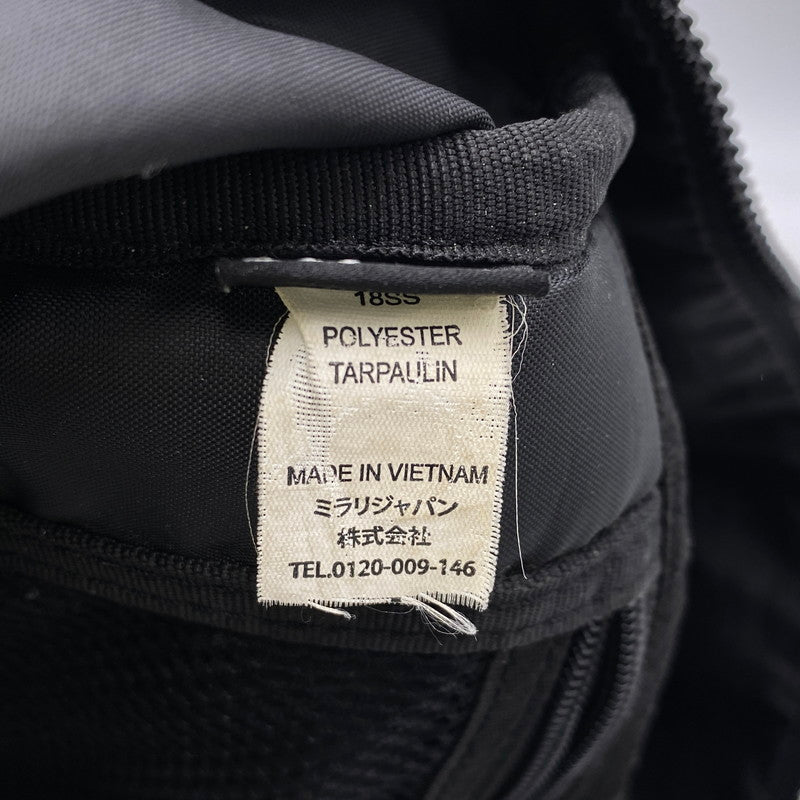 18SS
POLYESTER
TARPAULIN
MADE IN VIETNAM
ミラリジャパン
株式会社
TEL.0120-009-146